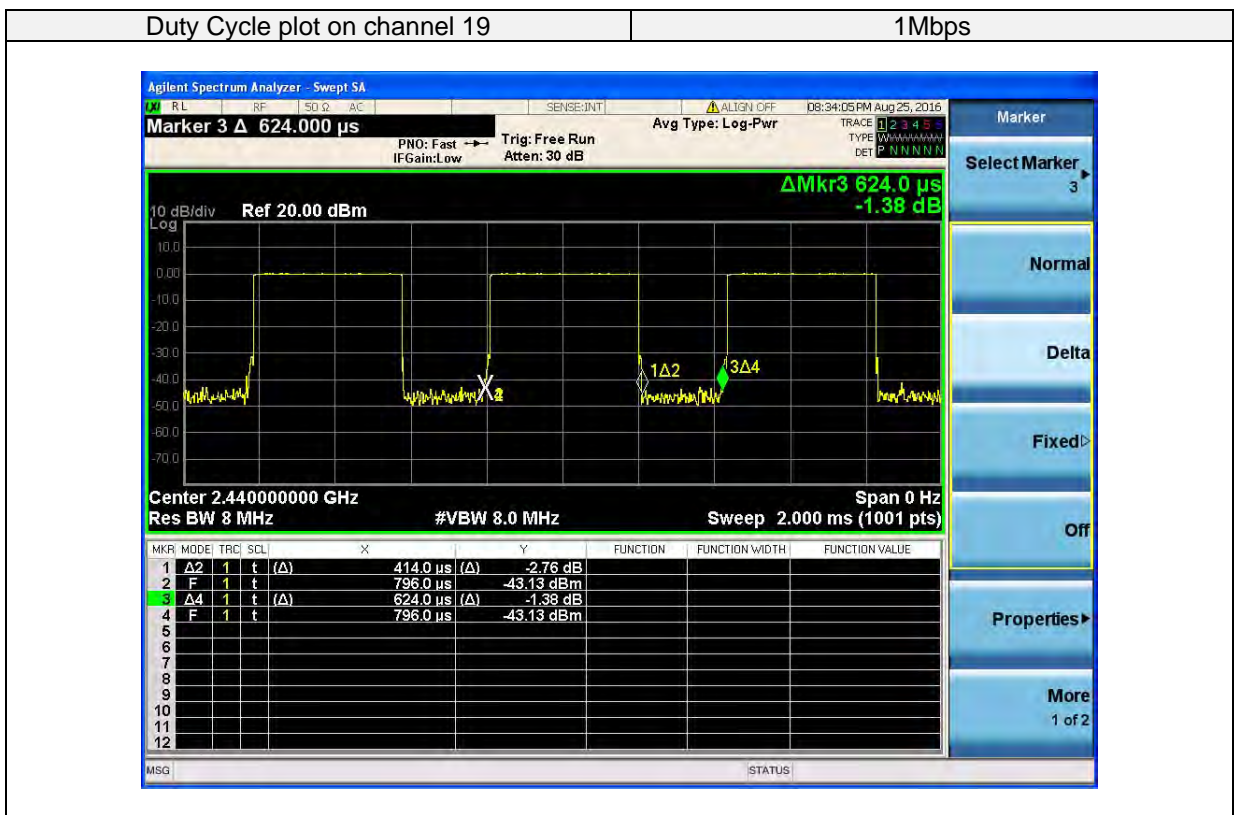 Duty Cycle plot on channel 19 1Mbps
Agilent Spectrum Analyzer - Swept SA
LXI RL RF 50 Ω AC SENSE:INT ALIGN OFF 08:34:05 PM Aug 25, 2016
Marker 3 Δ 624.000 µs
PNO: Fast
IFGain:Low
Trig: Free Run
Atten: 30 dB
Avg Type: Log-Pwr
TRACE 1 2 3 4 5 6
TYPE WWWWWWW
DET P N N N N N
ΔMkr3 624.0 µs
-1.38 dB
10 dB/div Ref 20.00 dBm
Log
10.0
0.00
-10.0
-20.0
-30.0
-40.0
-50.0
-60.0
-70.0
1Δ2
3Δ4
Center 2.440000000 GHz Span 0 Hz
Res BW 8 MHz #VBW 8.0 MHz Sweep 2.000 ms (1001 pts)
MKR MODE TRC SCL X Y FUNCTION FUNCTION WIDTH FUNCTION VALUE
1 Δ2 1 t (Δ) 414.0 µs (Δ) -2.76 dB
2 F 1 t 796.0 µs -43.13 dBm
3 Δ4 1 t (Δ) 624.0 µs (Δ) -1.38 dB
4 F 1 t 796.0 µs -43.13 dBm
5
6
7
8
9
10
11
12
MSG STATUS
Marker
Select Marker
3
Normal
Delta
Fixed
Off
Properties
More
1 of 2